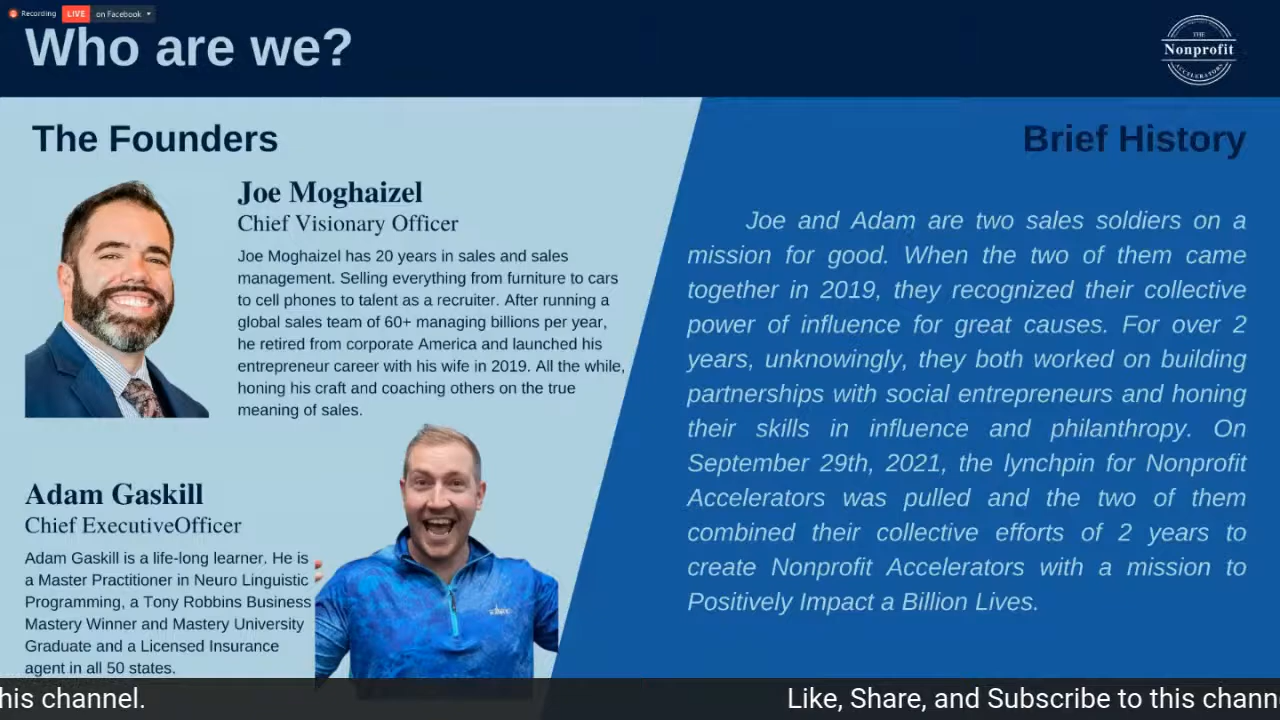 Recording
LIVE on Facebook
Who are we?
THE
Nonprofit
ACCELERATORS
The Founders
Joe Moghaizel
Chief Visionary Officer
Joe Moghaizel has 20 years in sales and sales
management. Selling everything from furniture to cars
to cell phones to talent as a recruiter. After running a
global sales team of 60+ managing billions per year,
he retired from corporate America and launched his
entrepreneur career with his wife in 2019. All the while,
honing his craft and coaching others on the true
meaning of sales.
Adam Gaskill
Chief ExecutiveOfficer
Adam Gaskill is a life-long learner. He is
a Master Practitioner in Neuro Linguistic
Programming, a Tony Robbins Business
Mastery Winner and Mastery University
Graduate and a Licensed Insurance
agent in all 50 states.
Brief History
Joe and Adam are two sales soldiers on a
mission for good. When the two of them came
together in 2019, they recognized their collective
power of influence for great causes. For over 2
years, unknowingly, they both worked on building
partnerships with social entrepreneurs and honing
their skills in influence and philanthropy. On
September 29th, 2021, the lynchpin for Nonprofit
Accelerators was pulled and the two of them
combined their collective efforts of 2 years to
create Nonprofit Accelerators with a mission to
Positively Impact a Billion Lives.
his channel.
Like, Share, and Subscribe to this chann